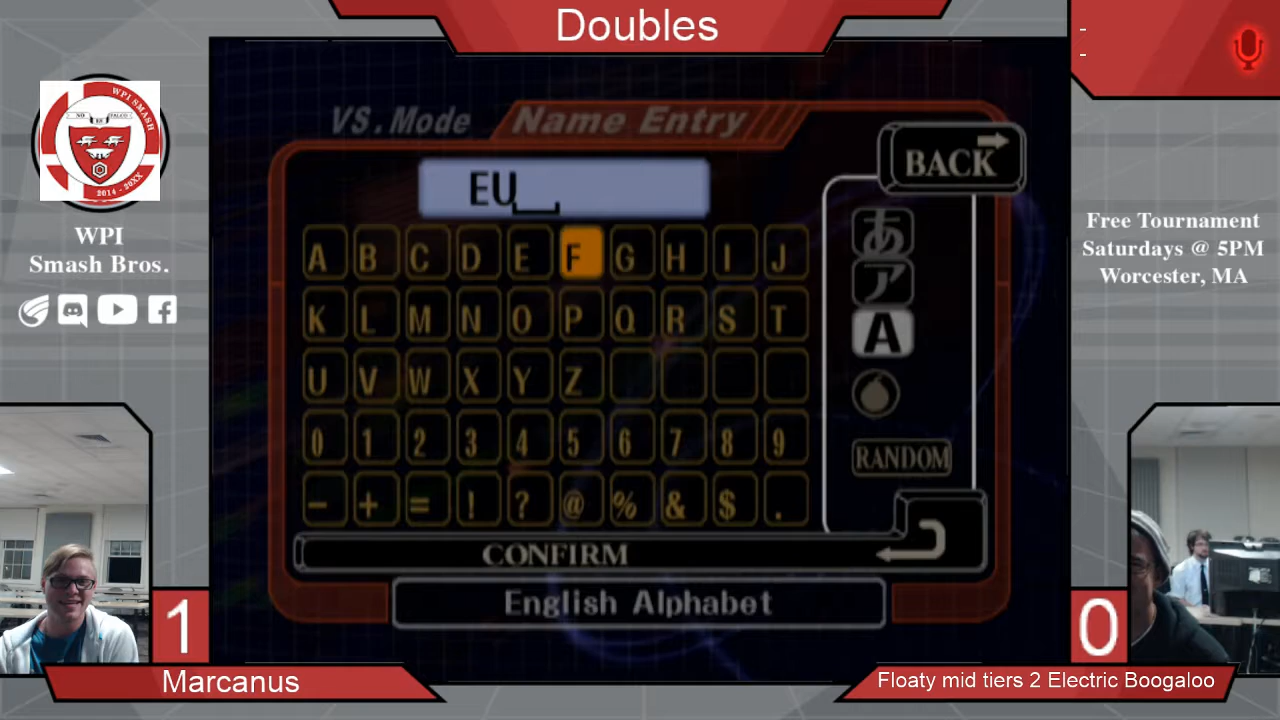 Doubles
-
-
WPI SMASH
NO
FALCO
2014 - 20XX
WPI
Smash Bros.
VS. Mode
Name Entry
BACK
EU_
A B C D E F G H I J
K L M N O P Q R S T
U V W X Y Z
0 1 2 3 4 5 6 7 8 9
- + = ! ? @ % & $ .
あ
ア
A
RANDOM
CONFIRM
English Alphabet
Free Tournament
Saturdays @ 5PM
Worcester, MA
1
Marcanus
0
Floaty mid tiers 2 Electric Boogaloo